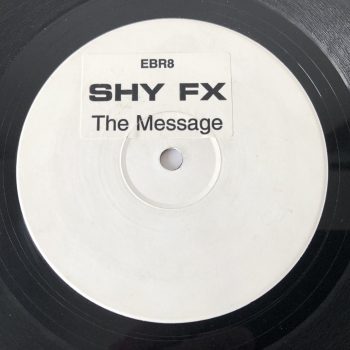 EBR8
SHY FX
The Message